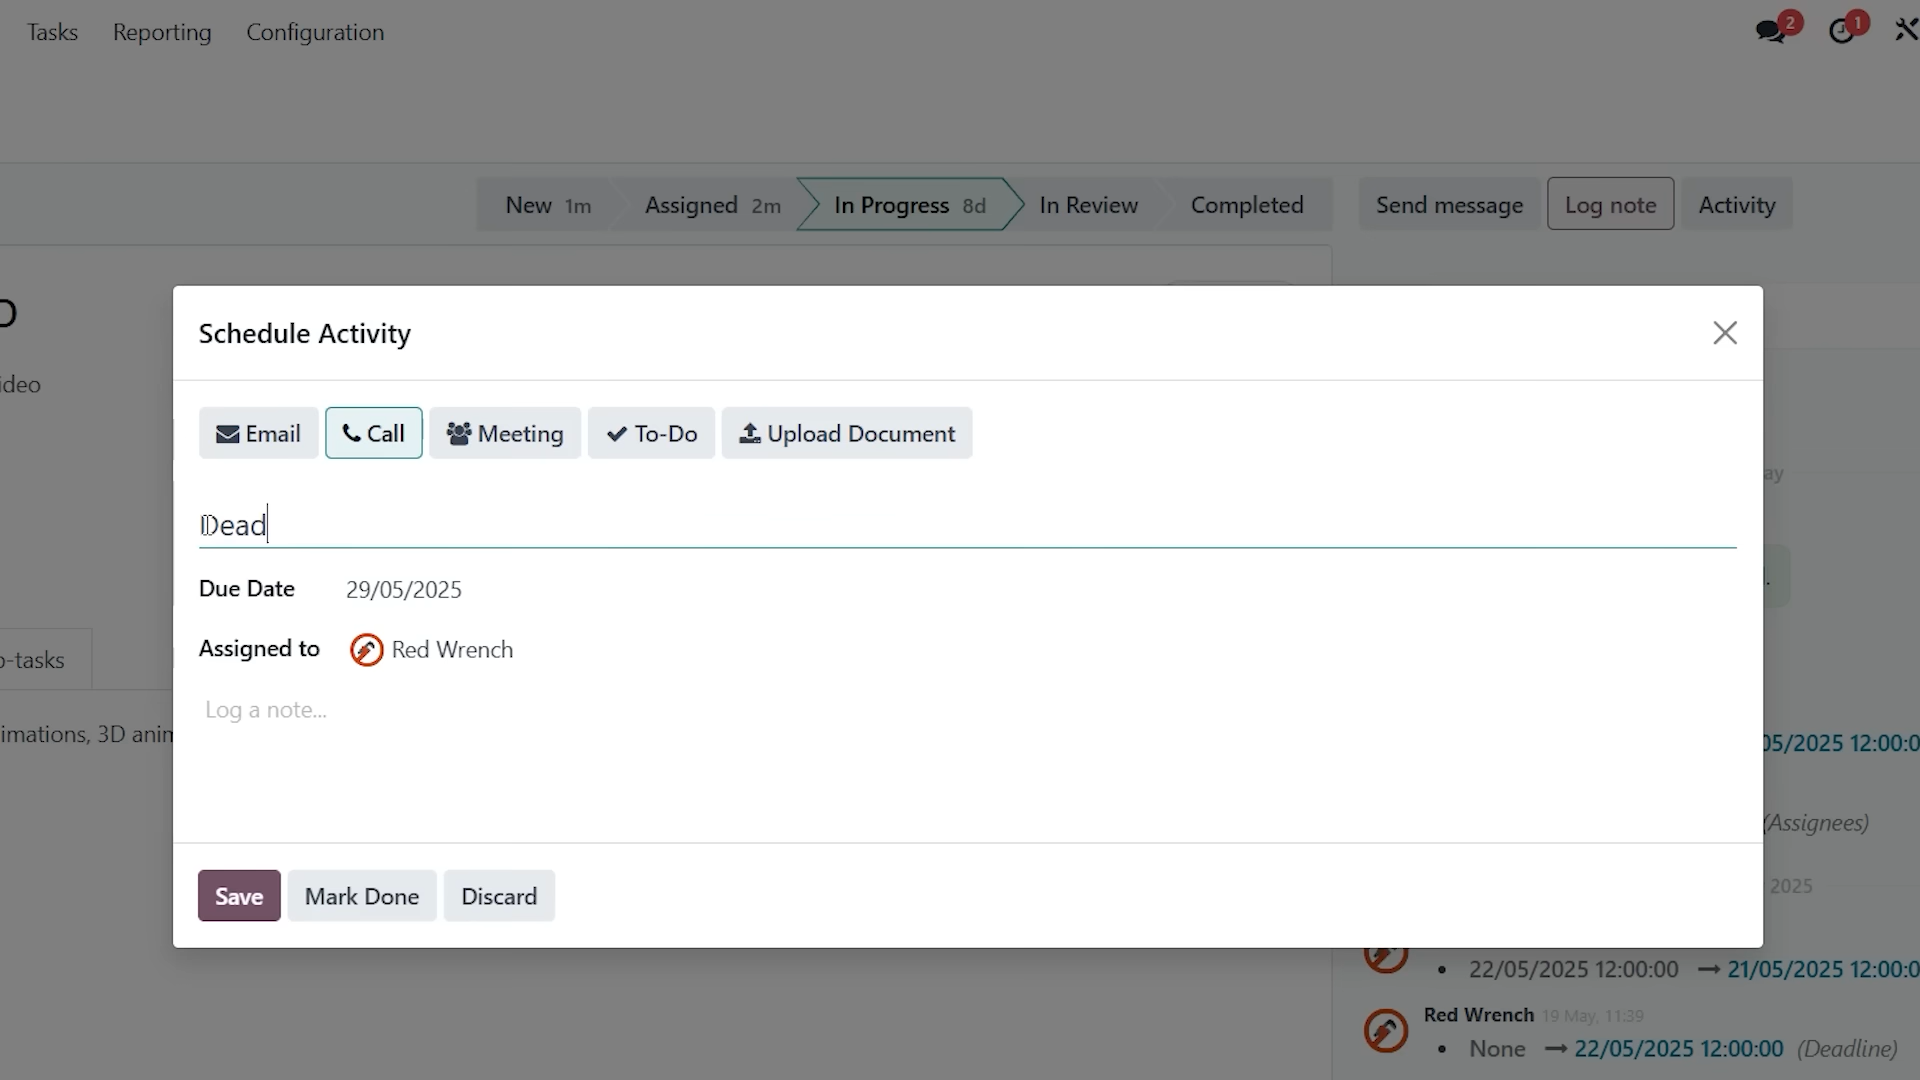 Tasks Reporting Configuration 2 1
New 1m Assigned 2m In Progress 8d In Review Completed Send message Log note Activity
Schedule Activity
ideo
Email Call Meeting To-Do Upload Document
ay
Dead
Due Date 29/05/2025
Assigned to Red Wrench
o-tasks
Log a note...
imations, 3D anim
05/2025 12:00:0
(Assignees)
2025
Save Mark Done Discard
22/05/2025 12:00:00 → 21/05/2025 12:00:0
Red Wrench 19 May, 11:39
None → 22/05/2025 12:00:00 (Deadline)